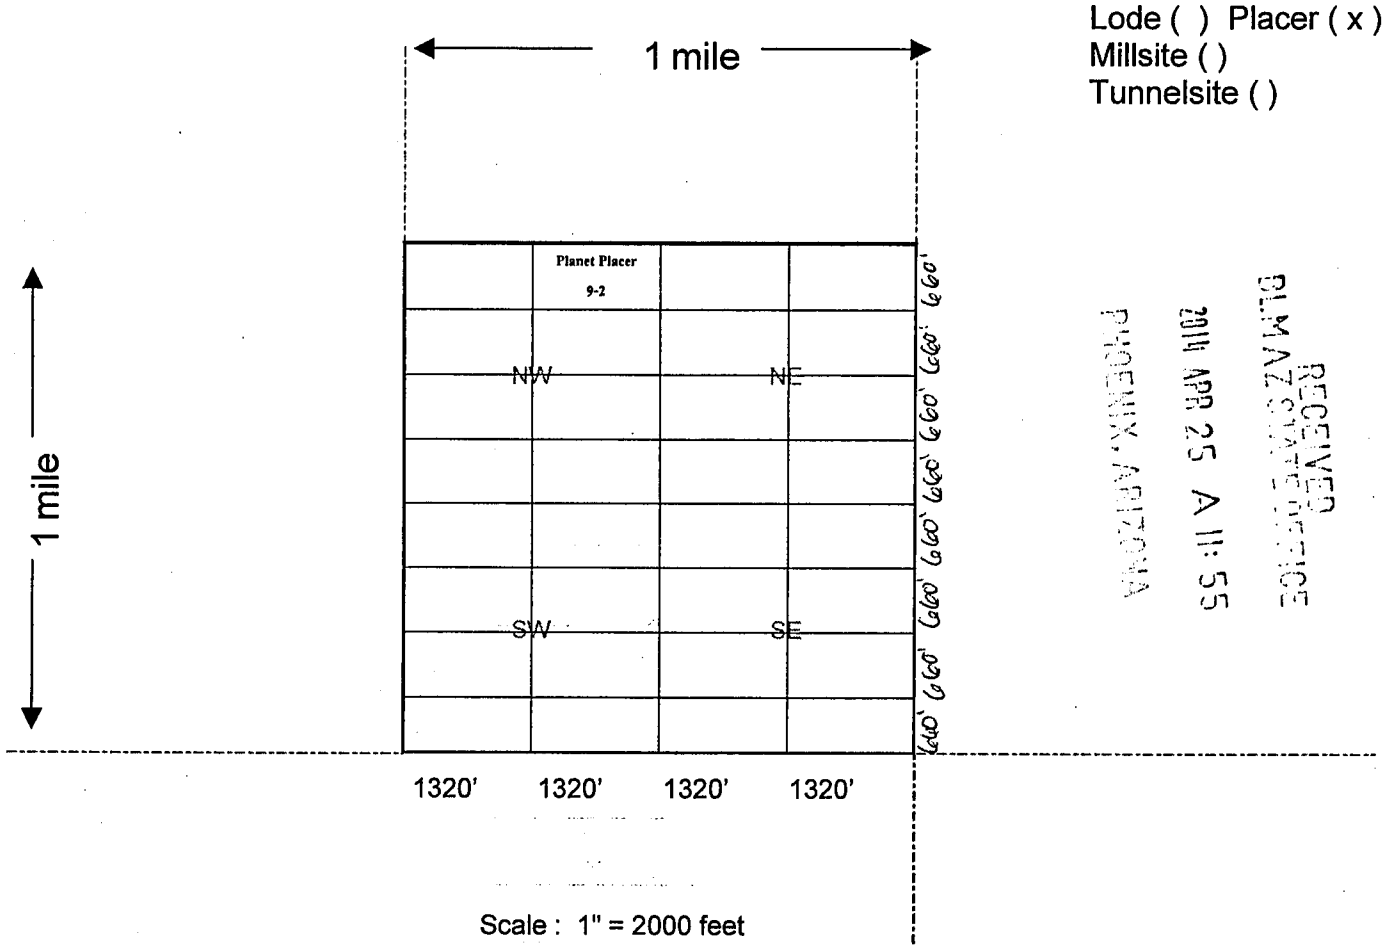 Lode ( ) Placer ( x )
Millsite ( )
Tunnelsite ( )
1 mile
1 mile
Planet Placer
9-2
NW
NE
SW
SE
660'
660'
660'
660'
660'
660'
660'
660'
1320' 1320' 1320' 1320'
Scale : 1" = 2000 feet
RECEIVED
BLM AZ STATE OFFICE
2014 APR 25 A 11: 55
PHOENIX, ARIZONA